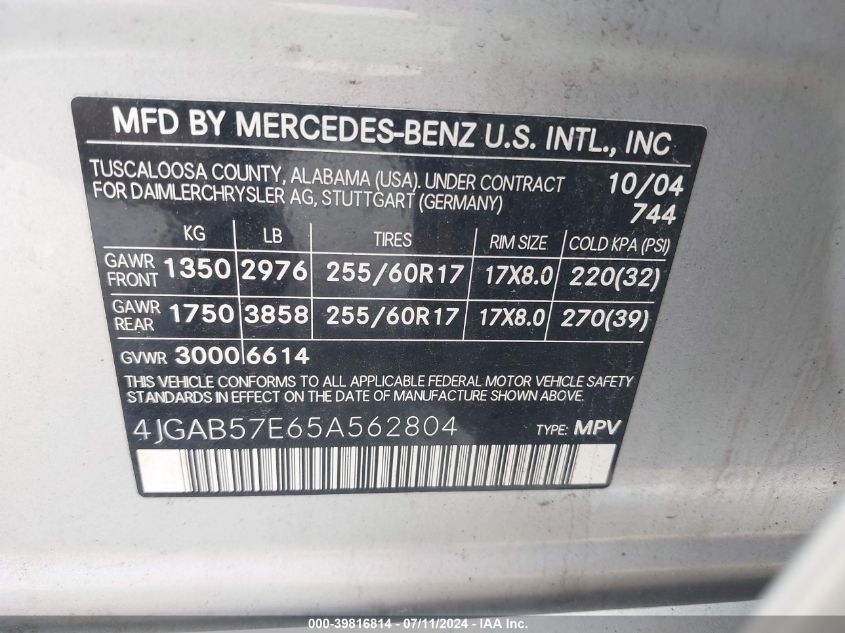 MFD BY MERCEDES-BENZ U.S. INTL., INC
TUSCALOOSA COUNTY, ALABAMA (USA). UNDER CONTRACT 10/04
FOR DAIMLERCHRYSLER AG, STUTTGART (GERMANY) 744
KG LB TIRES RIM SIZE COLD KPA (PSI)
GAWR FRONT 1350 2976 255/60R17 17X8.0 220(32)
GAWR REAR 1750 3858 255/60R17 17X8.0 270(39)
GVWR 3000 6614
THIS VEHICLE CONFORMS TO ALL APPLICABLE FEDERAL MOTOR VEHICLE SAFETY
STANDARDS IN EFFECT ON THE DATE OF MANUFACTURE SHOWN ABOVE.
4JGAB57E65A562804 TYPE: MPV
000-39816814 - 07/11/2024 - IAA Inc.